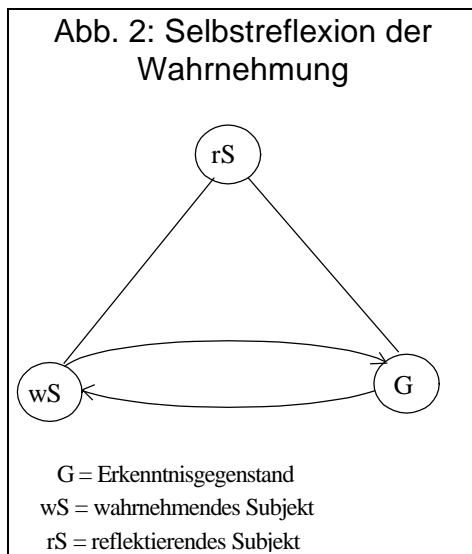 Abb. 2: Selbstreflexion der
Wahrnehmung
rS
wS
G
G = Erkenntnisgegenstand
wS = wahrnehmendes Subjekt
rS = reflektierendes Subjekt